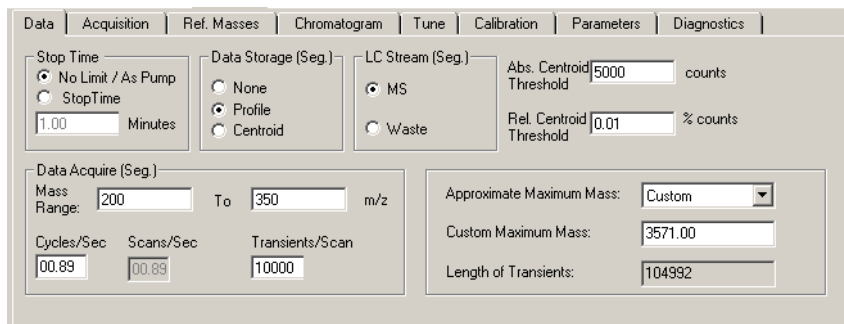 Data Acquisition Ref. Masses Chromatogram Tune Calibration Parameters Diagnostics
Stop Time
No Limit / As Pump
StopTime
1.00 Minutes
Data Storage (Seg.)
None
Profile
Centroid
LC Stream (Seg.)
MS
Waste
Abs. Centroid
Threshold
5000 counts
Rel. Centroid
Threshold
0.01 % counts
Data Acquire (Seg.)
Mass
Range: 200 To 350 m/z
Cycles/Sec Scans/Sec Transients/Scan
00.89 00.89 10000
Approximate Maximum Mass: Custom
Custom Maximum Mass: 3571.00
Length of Transients: 104992